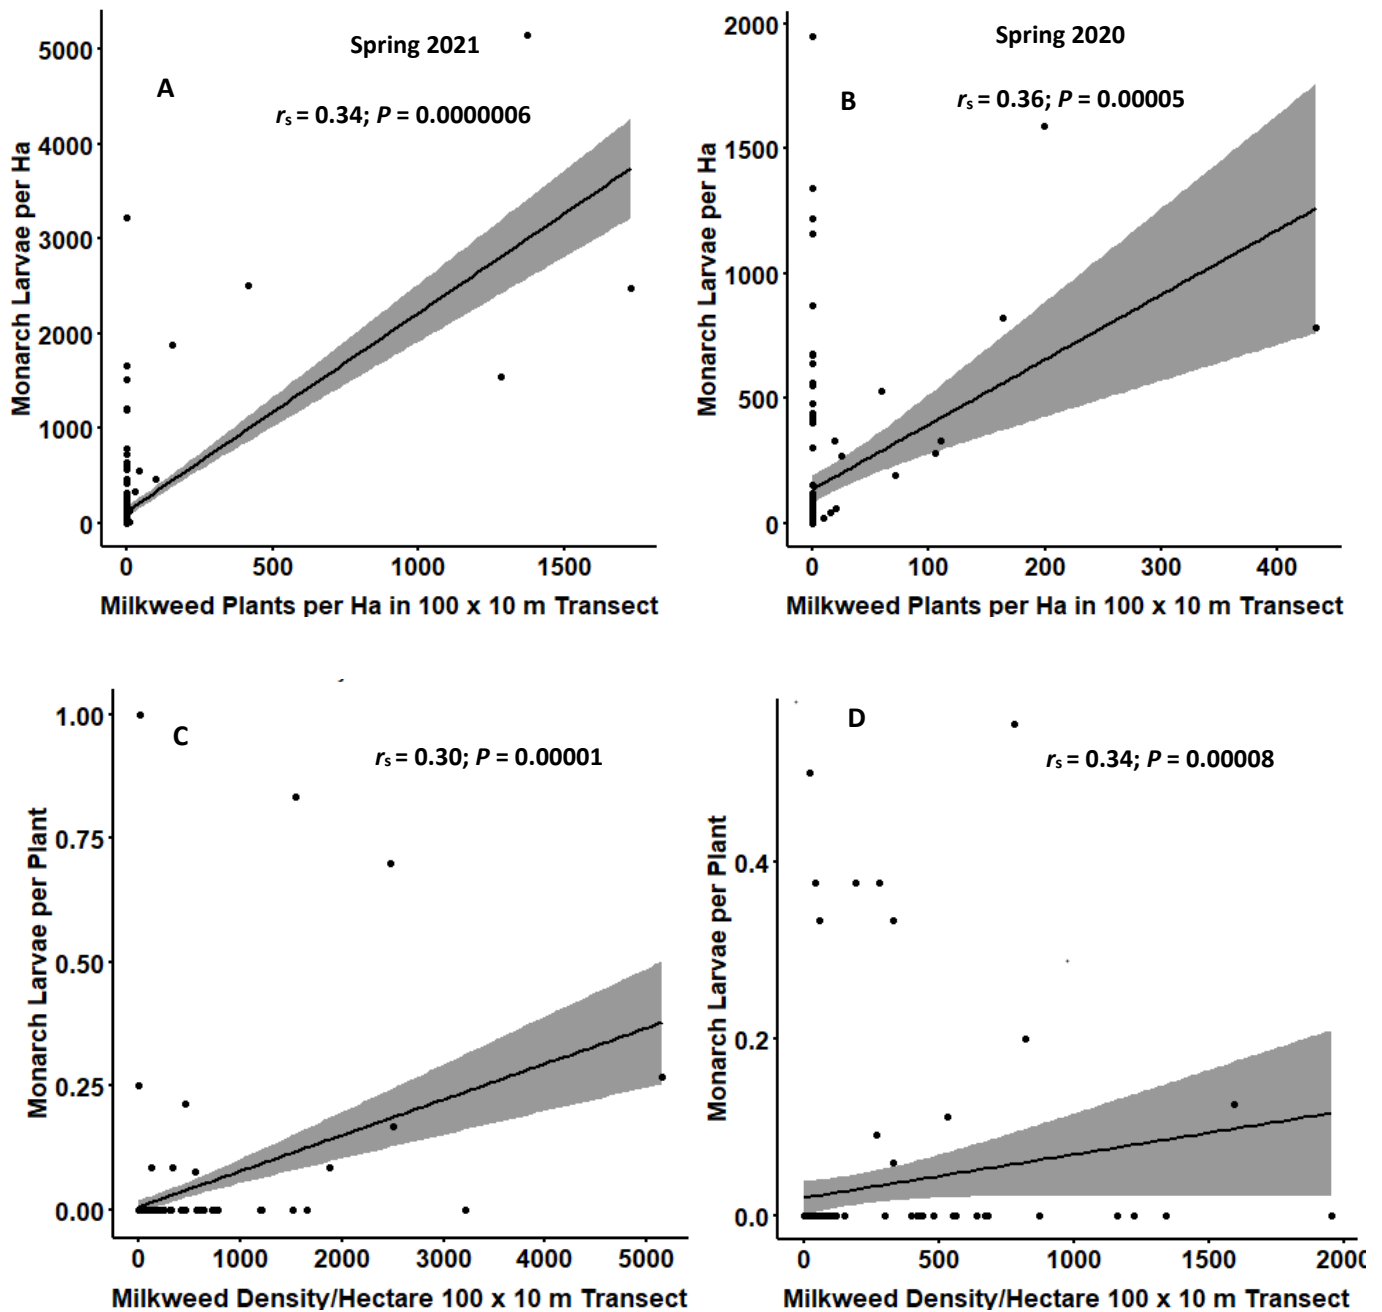 Spring 2021
A
rs = 0.34; P = 0.0000006
Monarch Larvae per Ha
5000
4000
3000
2000
1000
0
0 500 1000 1500
Milkweed Plants per Ha in 100 x 10 m Transect
Spring 2020
B
rs = 0.36; P = 0.00005
Monarch Larvae per Ha
2000
1500
1000
500
0
0 100 200 300 400
Milkweed Plants per Ha in 100 x 10 m Transect
C
rs = 0.30; P = 0.00001
Monarch Larvae per Plant
1.00
0.75
0.50
0.25
0.00
0 1000 2000 3000 4000 5000
Milkweed Density/Hectare 100 x 10 m Transect
D
rs = 0.34; P = 0.00008
Monarch Larvae per Plant
0.4
0.2
0.0
0 500 1000 1500 2000
Milkweed Density/Hectare 100 x 10 m Transect